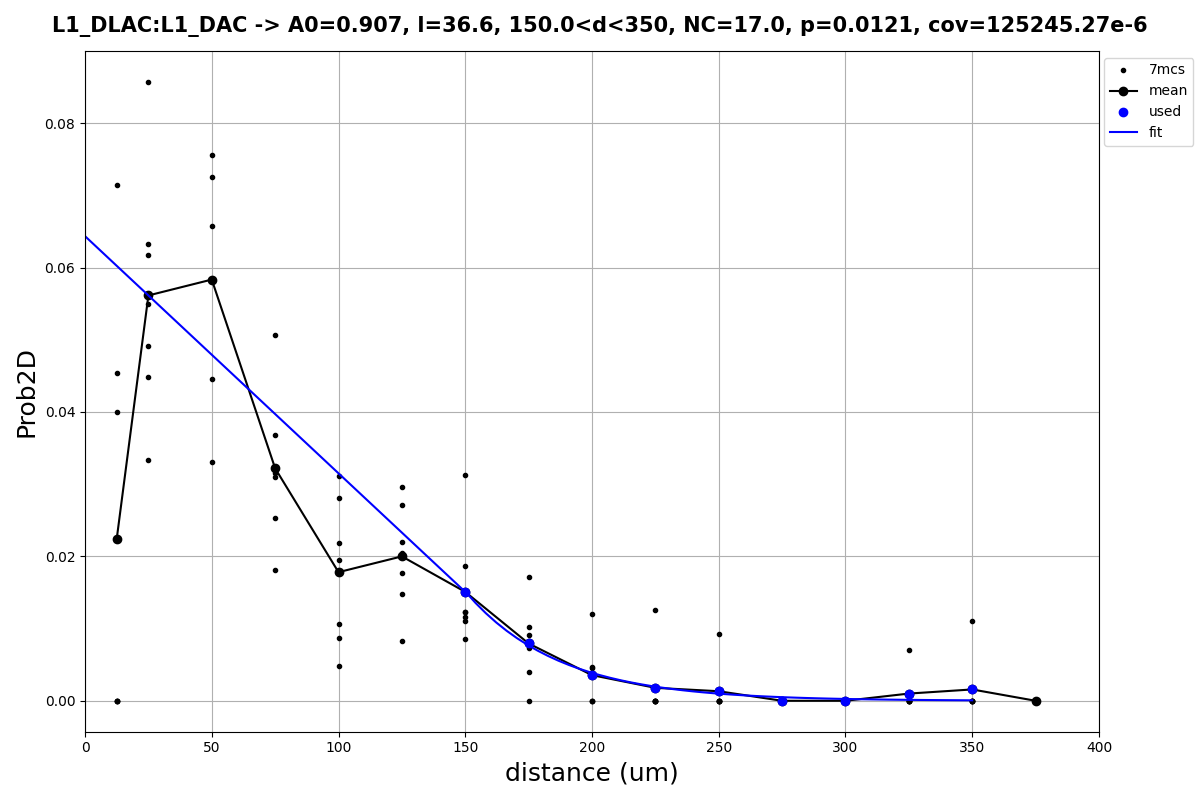 L1_DLAC:L1_DAC -> A0=0.907, l=36.6, 150.0<d<350, NC=17.0, p=0.0121, cov=125245.27e-6
7mcs
mean
used
fit
0.08
0.06
0.04
0.02
0.00
Prob2D
0 50 100 150 200 250 300 350 400
distance (um)